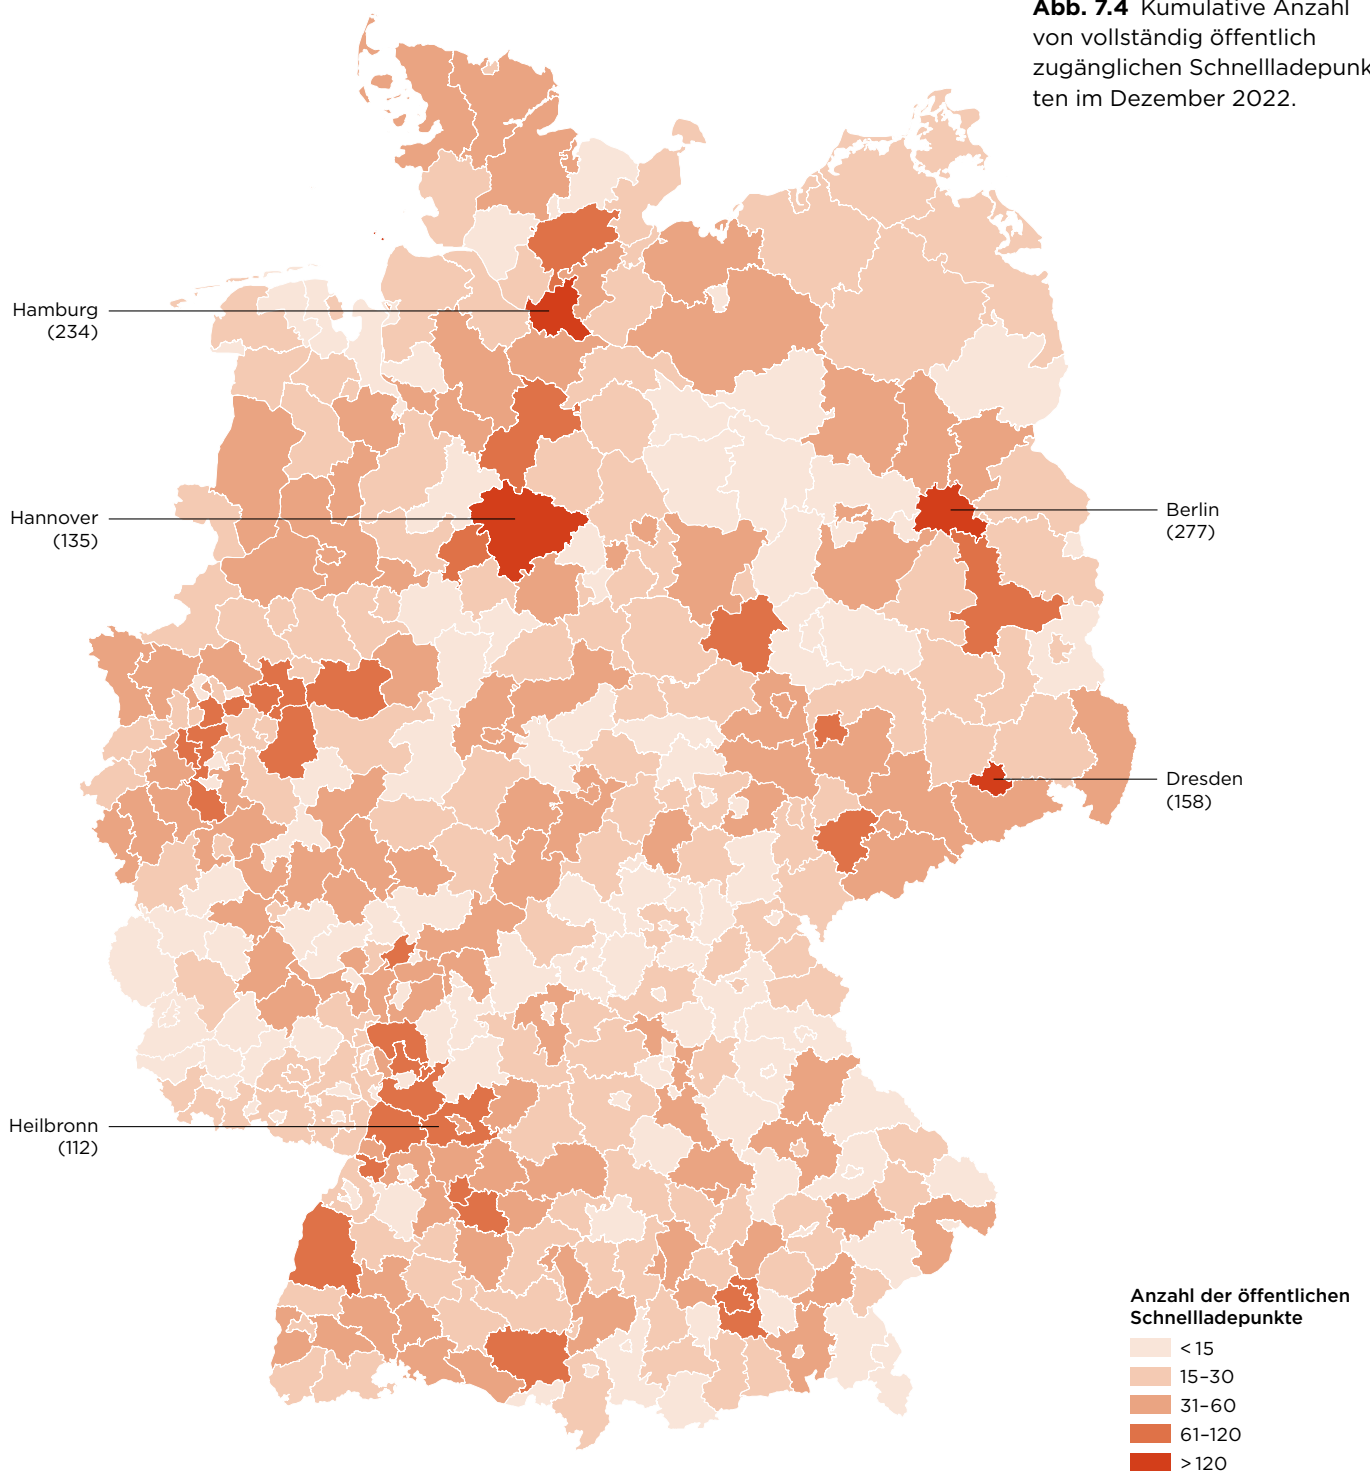 Abb. 7.4 Kumulative Anzahl
von vollständig öffentlich
zugänglichen Schnellladepunk
ten im Dezember 2022.
Hamburg
(234)
Hannover
(135)
Berlin
(277)
Dresden
(158)
Heilbronn
(112)
Anzahl der öffentlichen
Schnellladepunkte
< 15
15–30
31–60
61–120
> 120